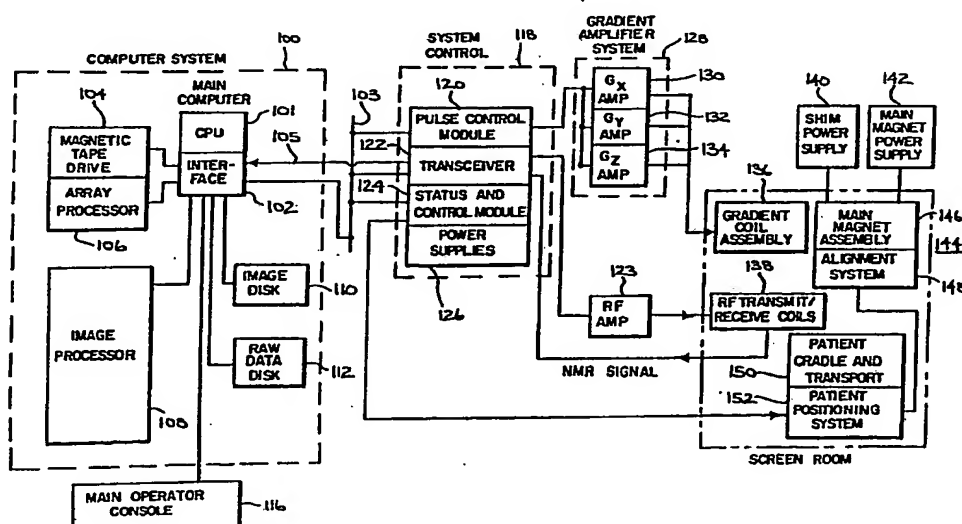 COMPUTER SYSTEM
100
MAIN
COMPUTER
104
CPU
101
105
MAGNETIC
TAPE
DRIVE
INTER-
FACE
ARRAY
PROCESSOR
102
106
IMAGE
PROCESSOR
108
IMAGE
DISK
110
RAW
DATA
DISK
112
MAIN OPERATOR
CONSOLE
116
103
SYSTEM
CONTROL
118
120
PULSE CONTROL
MODULE
122
TRANSCEIVER
124
STATUS AND
CONTROL MODULE
POWER
SUPPLIES
126
GRADIENT
AMPLIFIER
SYSTEM
128
GX
AMP
130
GY
AMP
132
GZ
AMP
134
123
RF
AMP
NMR SIGNAL
140
SHIM
POWER
SUPPLY
142
MAIN
MAGNET
POWER
SUPPLY
136
GRADIENT
COIL
ASSEMBLY
MAIN
MAGNET
ASSEMBLY
146
144
ALIGNMENT
SYSTEM
148
138
RF TRANSMIT/
RECEIVE COILS
PATIENT
CRADLE AND
TRANSPORT
150
152
PATIENT
POSITIONING
SYSTEM
SCREEN ROOM